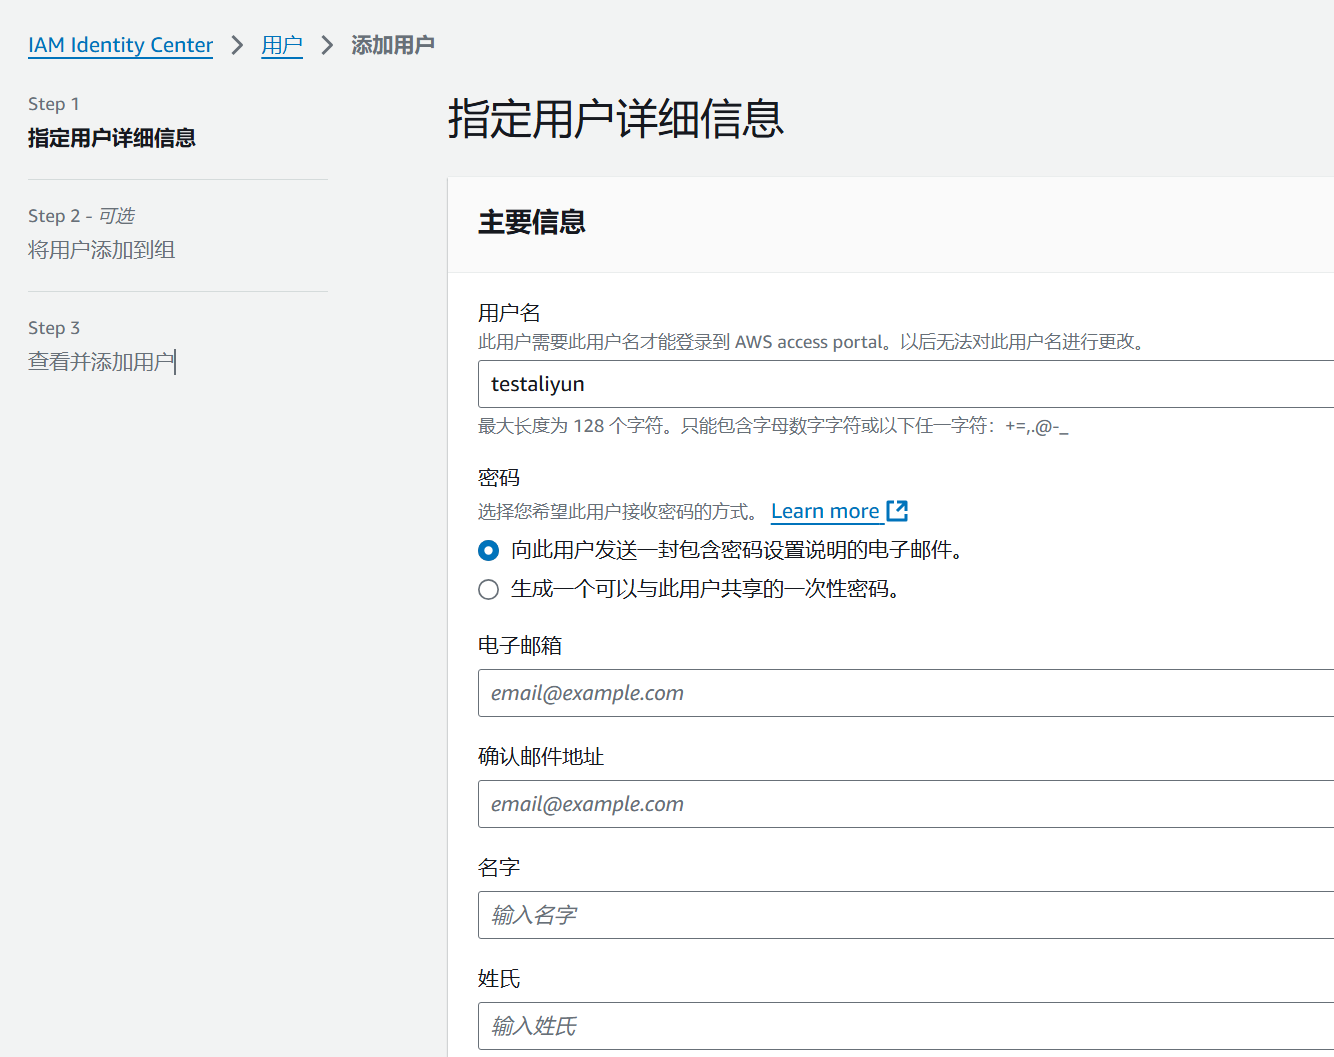 IAM Identity Center > 用户 > 添加用户
Step 1
指定用户详细信息
Step 2 - 可选
将用户添加到组
Step 3
查看并添加用户
指定用户详细信息
主要信息
用户名
此用户需要此用户名才能登录到 AWS access portal。以后无法对此用户名进行更改。
testaliyun
最大长度为 128 个字符。只能包含字母数字字符或以下任一字符：+=,.@-_
密码
选择您希望此用户接收密码的方式。 Learn more
向此用户发送一封包含密码设置说明的电子邮件。
生成一个可以与此用户共享的一次性密码。
电子邮箱
email@example.com
确认邮件地址
email@example.com
名字
输入名字
姓氏
输入姓氏